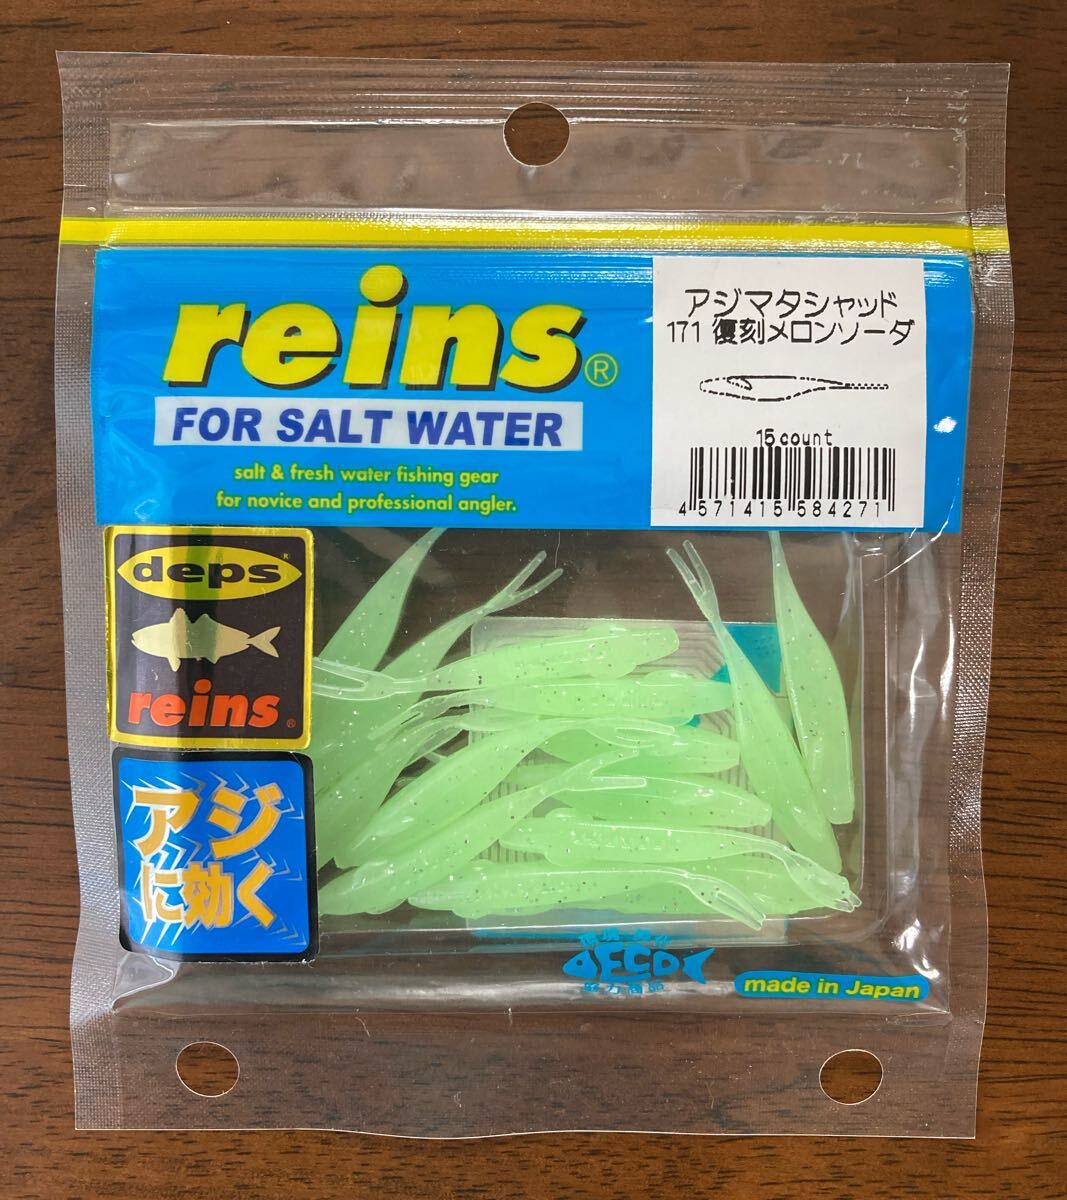 reins®
FOR SALT WATER
salt & fresh water fishing gear
for novice and professional angler.
アジマタシャッド
171 復刻メロンソーダ
15count
4 571415 584271
deps®
reins®
アジ
に効く
FECO
made in Japan